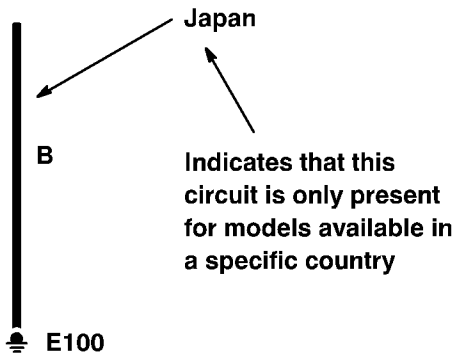 Japan
B
Indicates that this
circuit is only present
for models available in
a specific country
E100